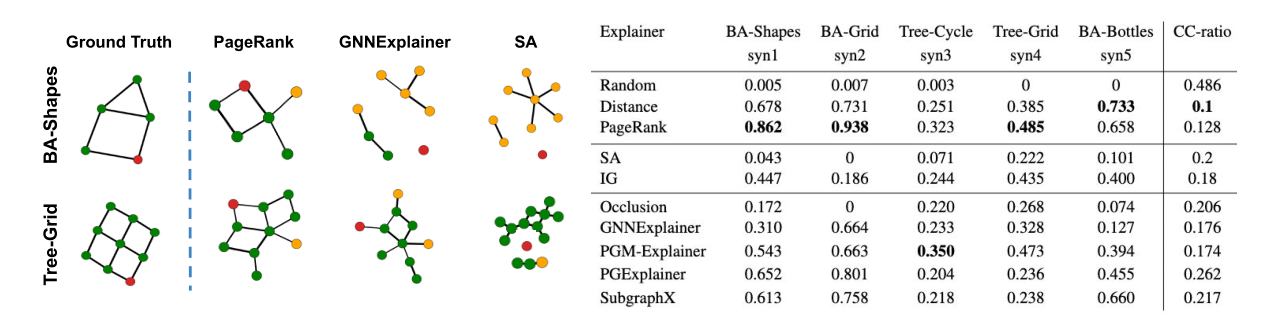 Ground Truth PageRank GNNExplainer SA
BA-Shapes
Tree-Grid
Explainer BA-Shapes BA-Grid Tree-Cycle Tree-Grid BA-Bottles CC-ratio
syn1 syn2 syn3 syn4 syn5
Random 0.005 0.007 0.003 0 0 0.486
Distance 0.678 0.731 0.251 0.385 0.733 0.1
PageRank 0.862 0.938 0.323 0.485 0.658 0.128
SA 0.043 0 0.071 0.222 0.101 0.2
IG 0.447 0.186 0.244 0.435 0.400 0.18
Occlusion 0.172 0 0.220 0.268 0.074 0.206
GNNExplainer 0.310 0.664 0.233 0.328 0.127 0.176
PGM-Explainer 0.543 0.663 0.350 0.473 0.394 0.174
PGExplainer 0.652 0.801 0.204 0.236 0.455 0.262
SubgraphX 0.613 0.758 0.218 0.238 0.660 0.217